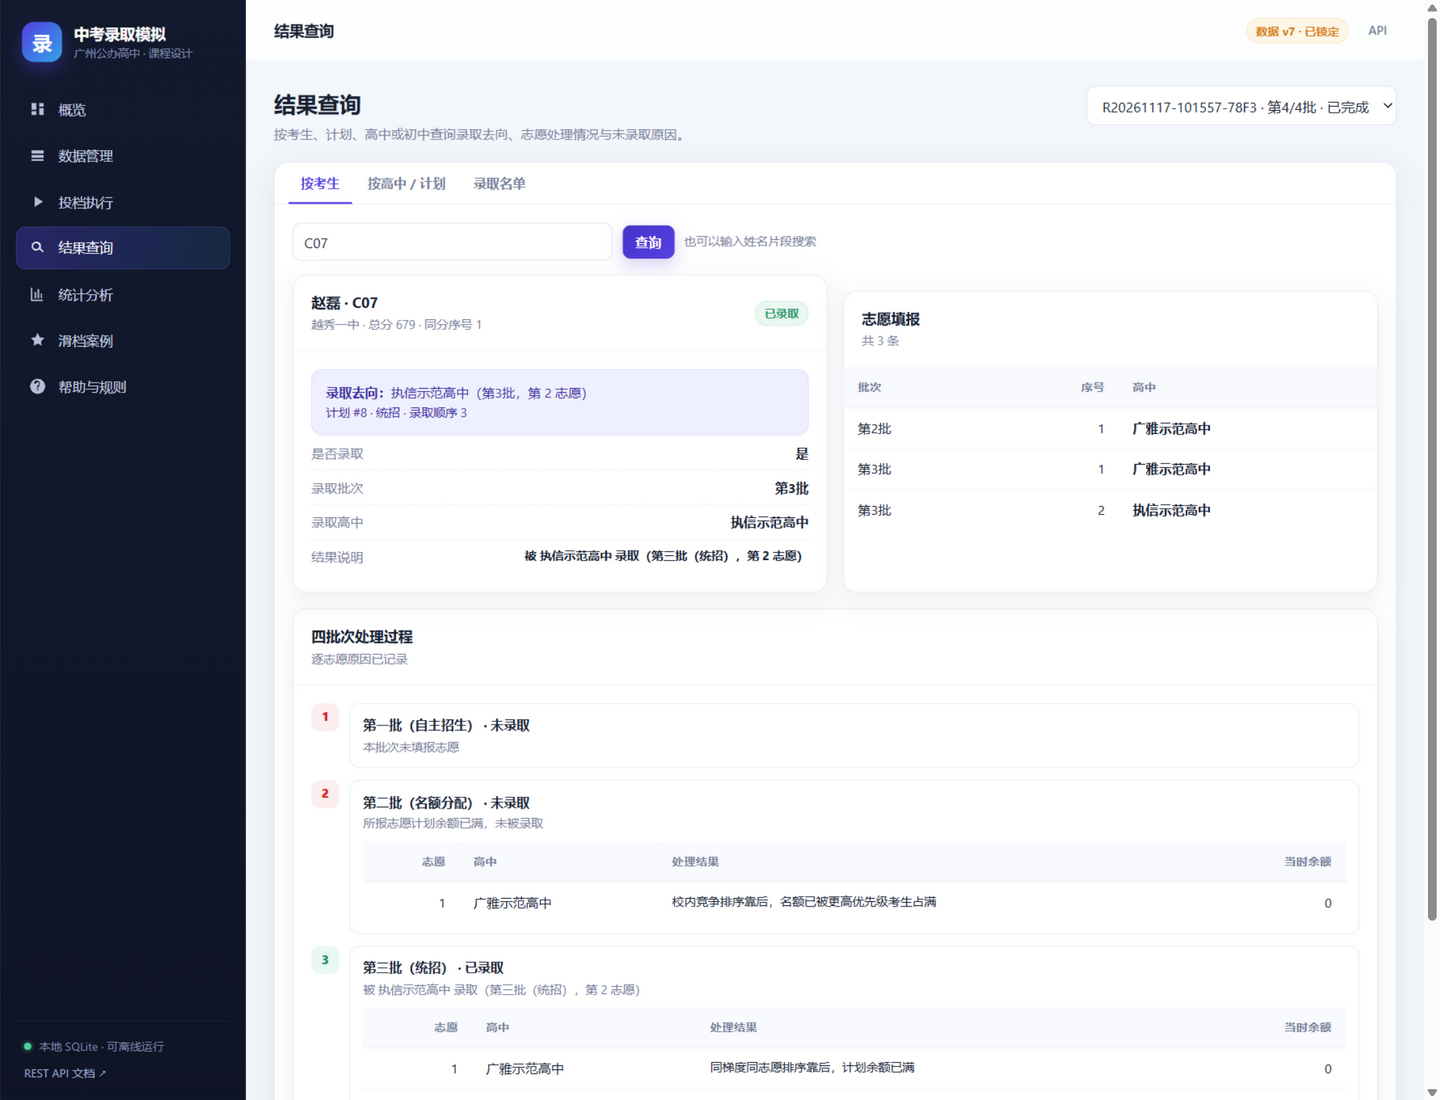 录
中考录取模拟
广州公办高中 · 课程设计
概览
数据管理
投档执行
结果查询
统计分析
滑档案例
帮助与规则
本地 SQLite · 可离线运行
REST API 文档 ↗
结果查询
数据 v7 · 已锁定
API
结果查询
按考生、计划、高中或初中查询录取去向、志愿处理情况与未录取原因。
R20261117-101557-78F3 · 第4/4批 · 已完成
按考生
按高中 / 计划
录取名单
C07
查询
也可以输入姓名片段搜索
赵磊 · C07
越秀一中 · 总分 679 · 同分序号 1
已录取
录取去向：执信示范高中（第3批，第 2 志愿）
计划 #8 · 统招 · 录取顺序 3
是否录取
是
录取批次
第3批
录取高中
执信示范高中
结果说明
被 执信示范高中 录取（第三批（统招），第 2 志愿）
志愿填报
共 3 条
批次 序号 高中
第2批 1 广雅示范高中
第3批 1 广雅示范高中
第3批 2 执信示范高中
四批次处理过程
逐志愿原因已记录
1
第一批（自主招生） · 未录取
本批次未填报志愿
2
第二批（名额分配） · 未录取
所报志愿计划余额已满，未被录取
志愿 高中 处理结果 当时余额
1 广雅示范高中 校内竞争排序靠后，名额已被更高优先级考生占满 0
3
第三批（统招） · 已录取
被 执信示范高中 录取（第三批（统招），第 2 志愿）
志愿 高中 处理结果 当时余额
1 广雅示范高中 同梯度同志愿排序靠后，计划余额已满 0